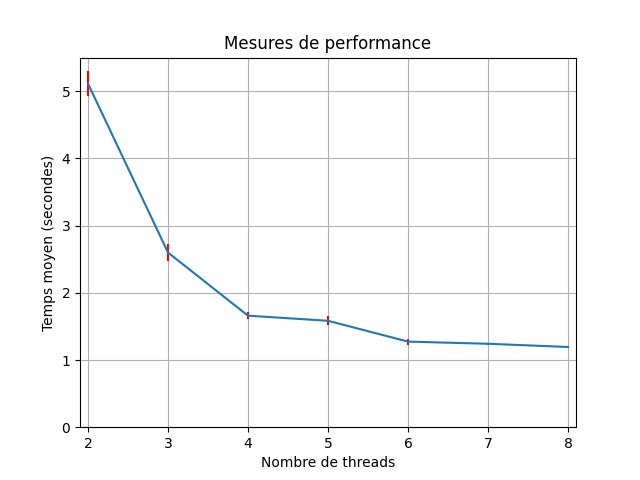 Mesures de performance
Temps moyen (secondes)
5
4
3
2
1
0
2 3 4 5 6 7 8
Nombre de threads